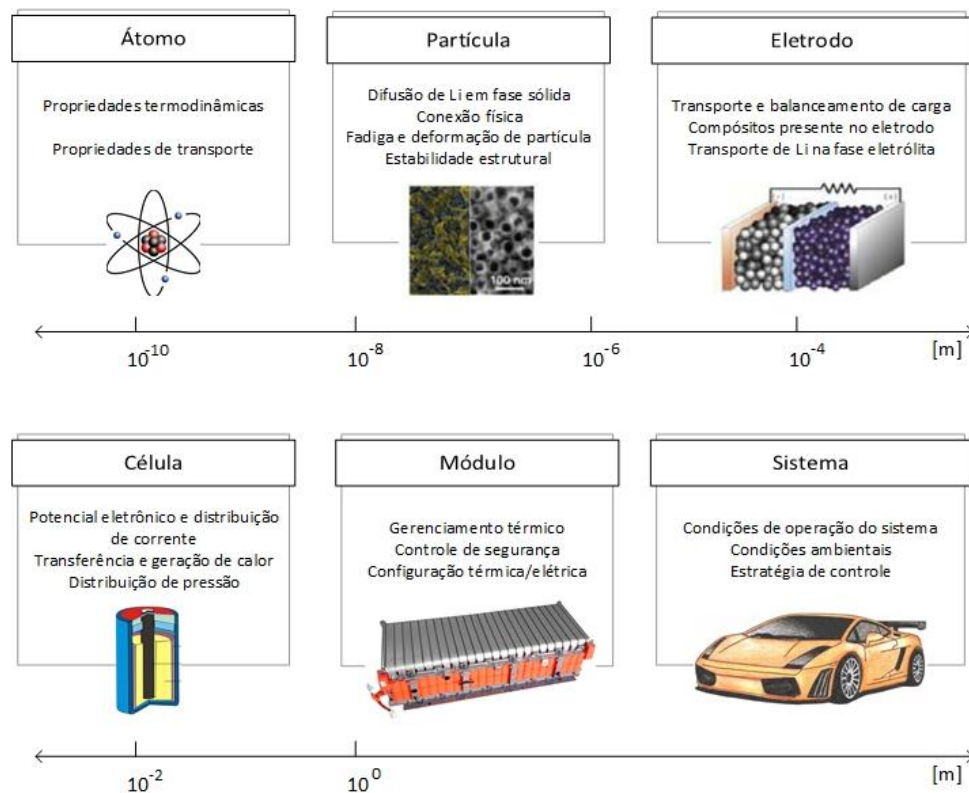 Átomo
Propriedades termodinâmicas
Propriedades de transporte
Partícula
Difusão de Li em fase sólida
Conexão física
Fadiga e deformação de partícula
Estabilidade estrutural
100 nm
Eletrodo
Transporte e balanceamento de carga
Compósitos presente no eletrodo
Transporte de Li na fase eletrólita
10^-10
10^-8
10^-6
10^-4
[m]
Célula
Potencial eletrônico e distribuição
de corrente
Transferência e geração de calor
Distribuição de pressão
Módulo
Gerenciamento térmico
Controle de segurança
Configuração térmica/elétrica
Sistema
Condições de operação do sistema
Condições ambientais
Estratégia de controle
10^-2
10^0
[m]